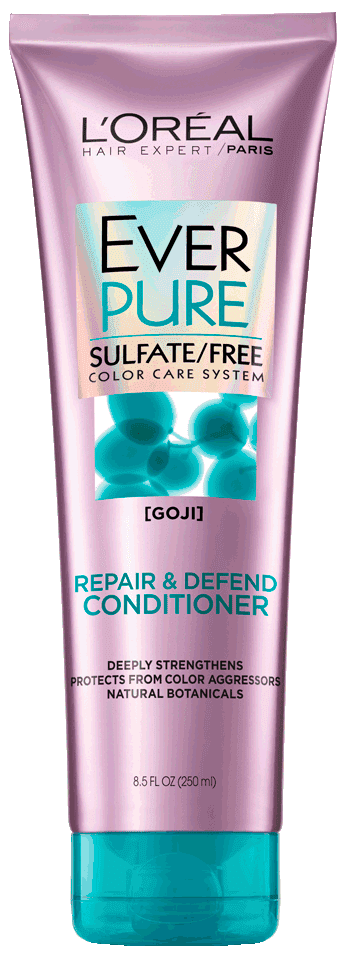 L'ORÉAL
HAIR EXPERT/PARIS
EVER
PURE
SULFATE/FREE
COLOR CARE SYSTEM
[GOJI]
REPAIR & DEFEND
CONDITIONER
DEEPLY STRENGTHENS
PROTECTS FROM COLOR AGGRESSORS
NATURAL BOTANICALS
8.5 FL OZ (250 ml)